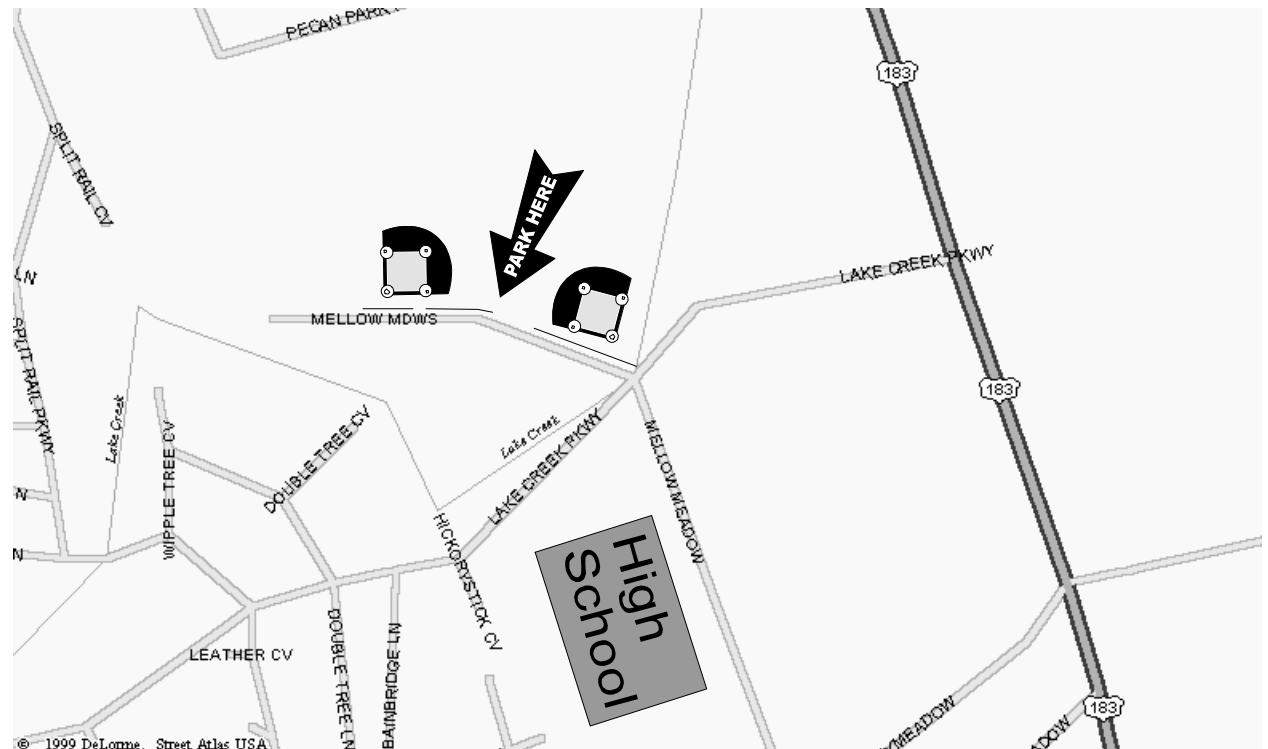 PECAN PARK
183
SPLIT RAIL CV
PARK HERE
LAKE CREEK PKWY
LN
MELLOW MDWS
SPLIT RAIL PKWY
183
Lake Creek
WIPPLE TREE CV
DOUBLE TREE CV
Lake Creek
LAKE CREEK PKWY
MELLOW MEADOW
N
HICKORYSTICK CV
High
School
N
LEATHER CV
DOUBLE TREE LN
BAINBRIDGE LN
183
YMEADOW
ADOW
© 1999 DeLorme. Street Atlas USA